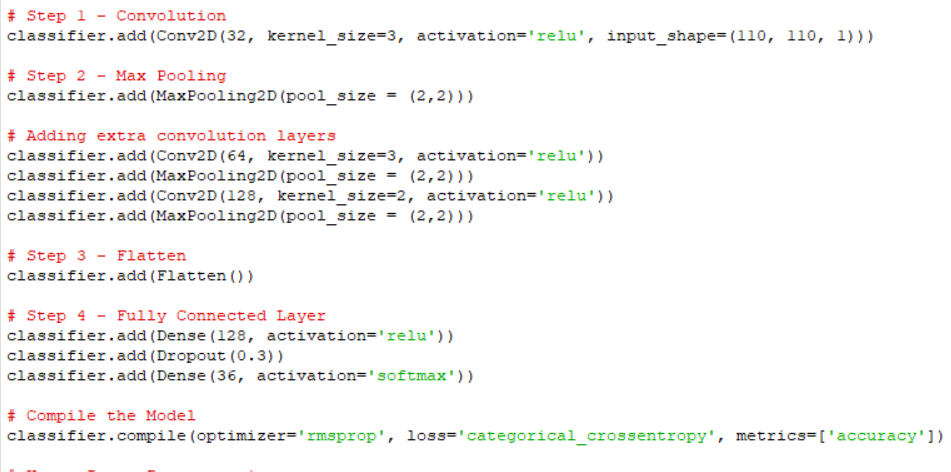 # Step 1 - Convolution
classifier.add(Conv2D(32, kernel_size=3, activation='relu', input_shape=(110, 110, 1)))
# Step 2 - Max Pooling
classifier.add(MaxPooling2D(pool_size = (2,2)))
# Adding extra convolution layers
classifier.add(Conv2D(64, kernel_size=3, activation='relu'))
classifier.add(MaxPooling2D(pool_size = (2,2)))
classifier.add(Conv2D(128, kernel_size=2, activation='relu'))
classifier.add(MaxPooling2D(pool_size = (2,2)))
# Step 3 - Flatten
classifier.add(Flatten())
# Step 4 - Fully Connected Layer
classifier.add(Dense(128, activation='relu'))
classifier.add(Dropout(0.3))
classifier.add(Dense(36, activation='softmax'))
# Compile the Model
classifier.compile(optimizer='rmsprop', loss='categorical_crossentropy', metrics=['accuracy'])